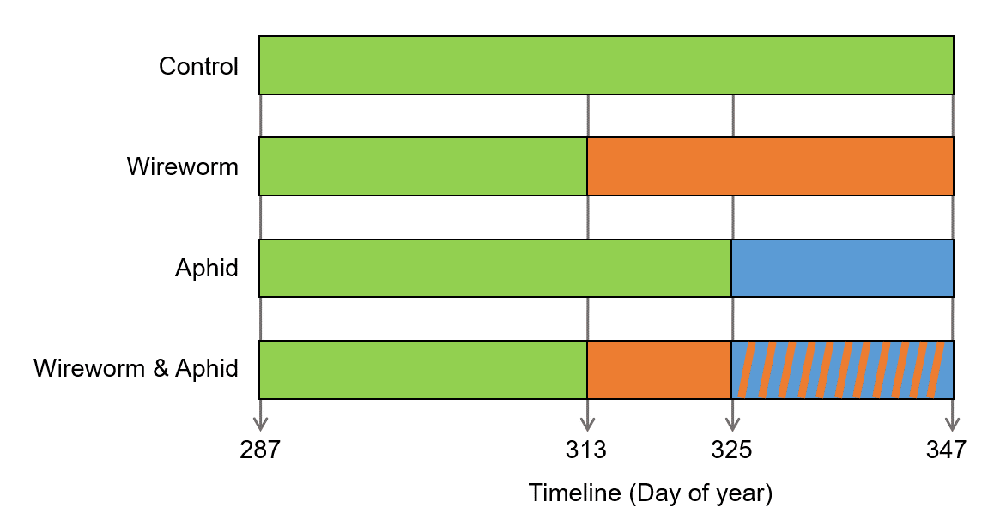 Control
Wireworm
Aphid
Wireworm & Aphid
287 313 325 347
Timeline (Day of year)